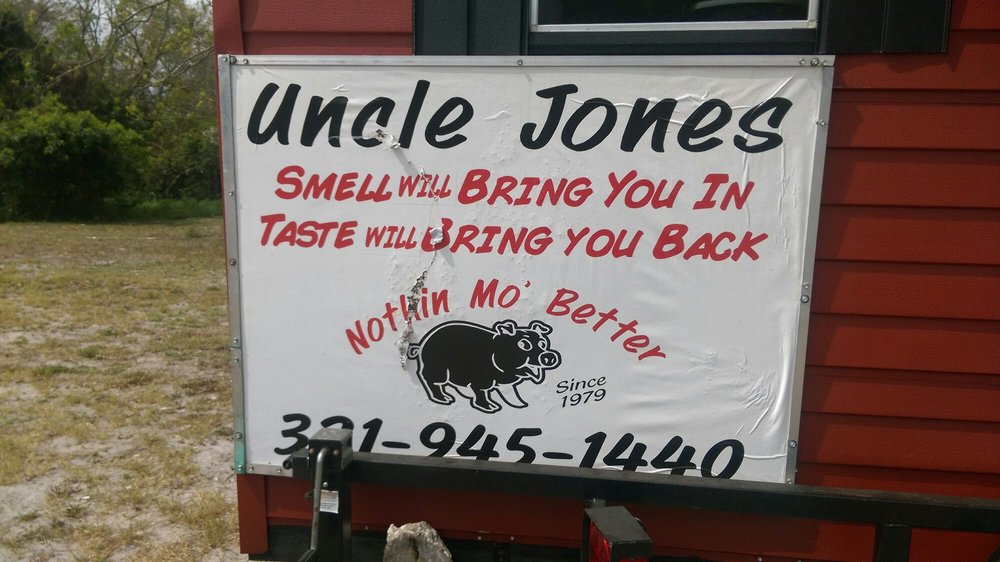 Uncle Jones
SMELL WILL BRING YOU IN
TASTE WILL BRING YOU BACK
Nothin Mo' Better
Since
1979
321-945-1440